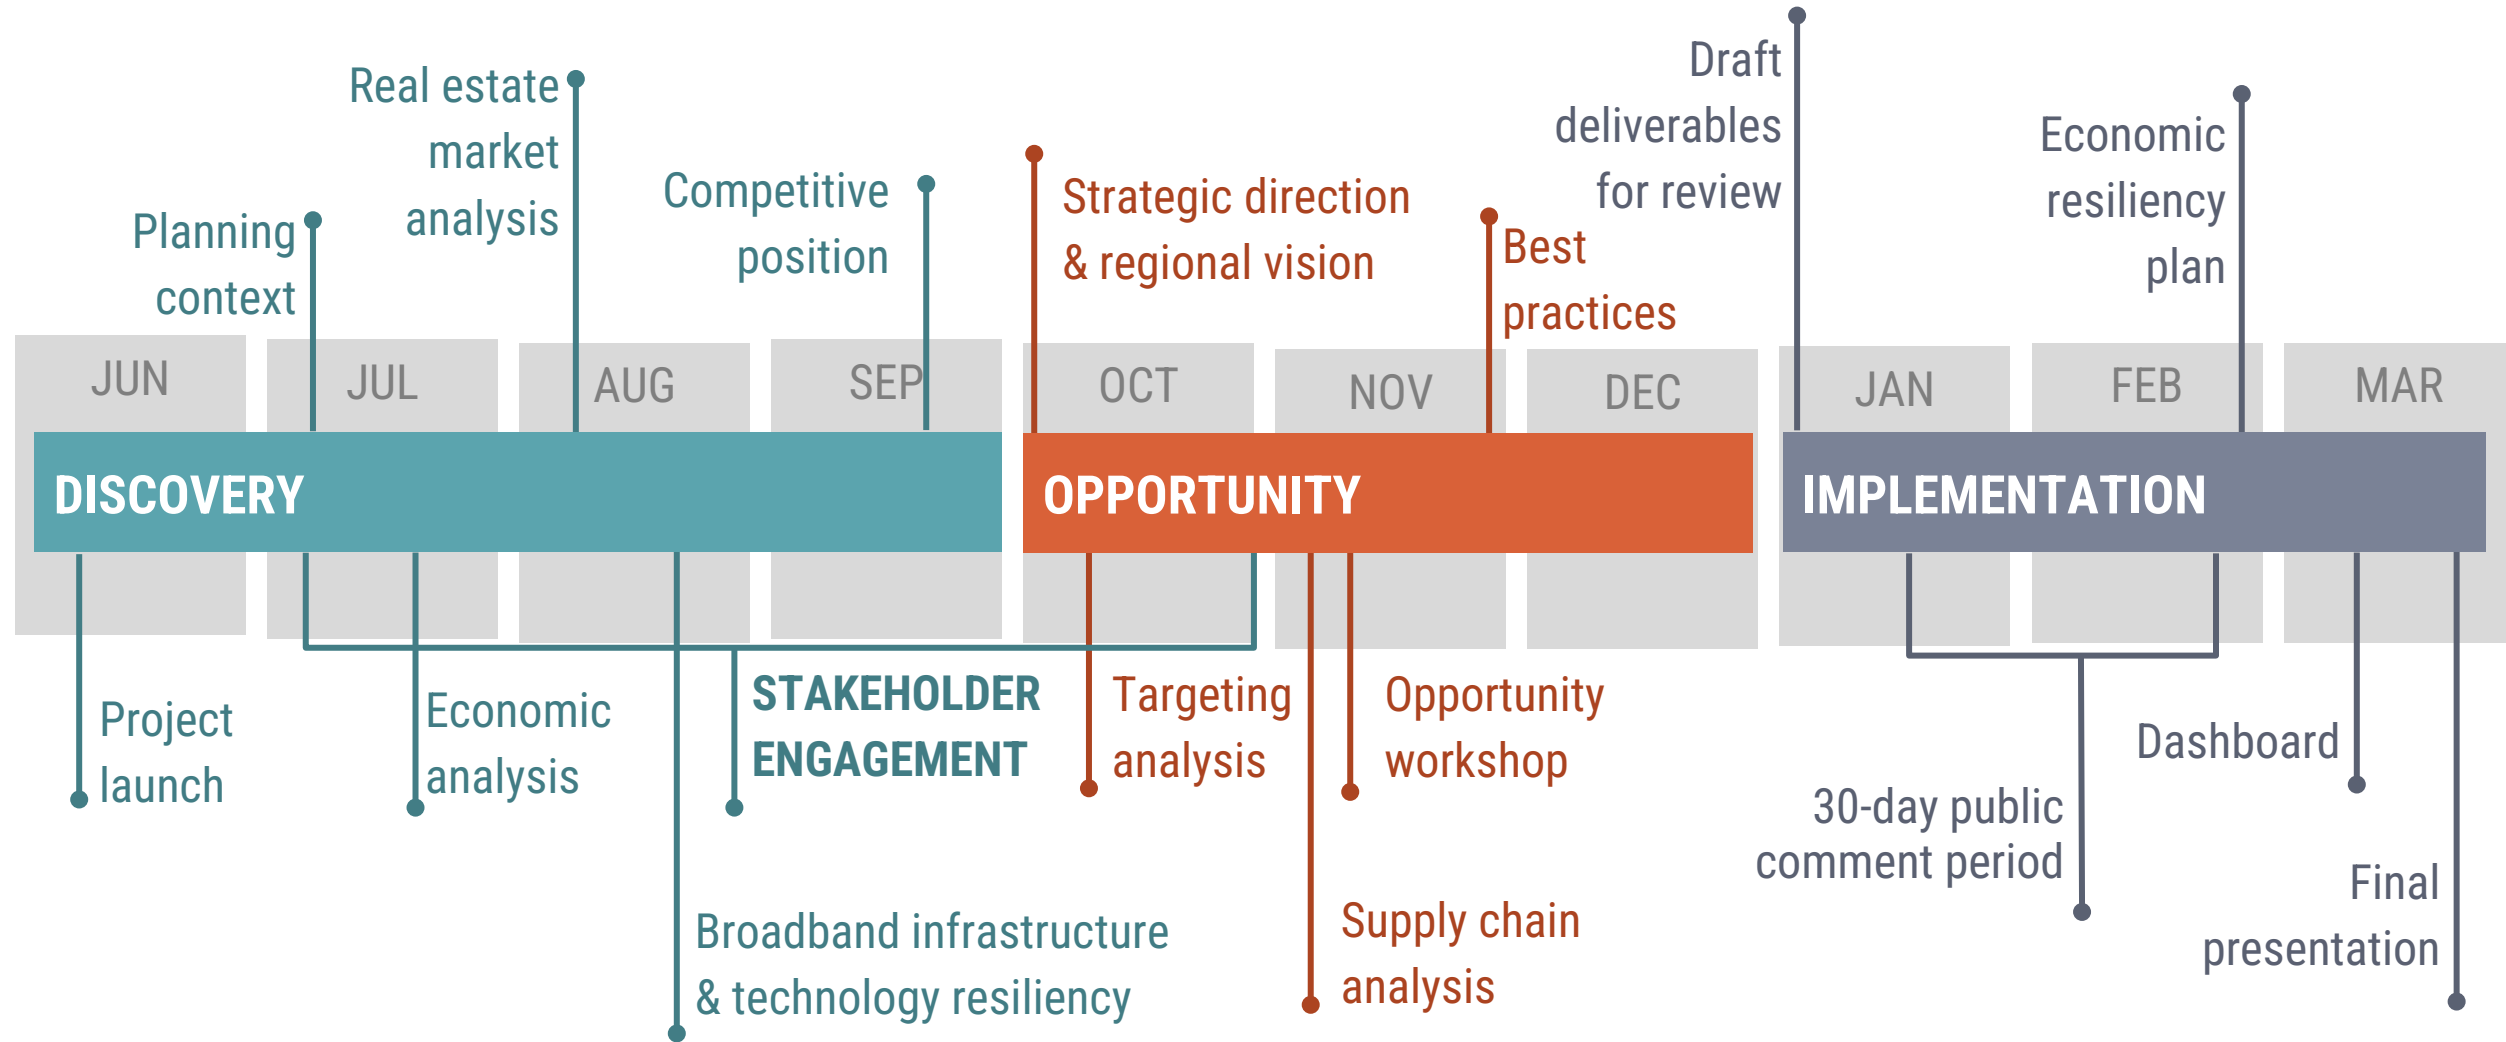 Real estate
market
analysis
Planning
context
Competitive
position
Strategic direction
& regional vision
Best
practices
Draft
deliverables
for review
Economic
resiliency
plan
JUN
JUL
AUG
SEP
OCT
NOV
DEC
JAN
FEB
MAR
DISCOVERY
OPPORTUNITY
IMPLEMENTATION
Project
launch
Economic
analysis
STAKEHOLDER
ENGAGEMENT
Broadband infrastructure
& technology resiliency
Targeting
analysis
Opportunity
workshop
Supply chain
analysis
30-day public
comment period
Dashboard
Final
presentation